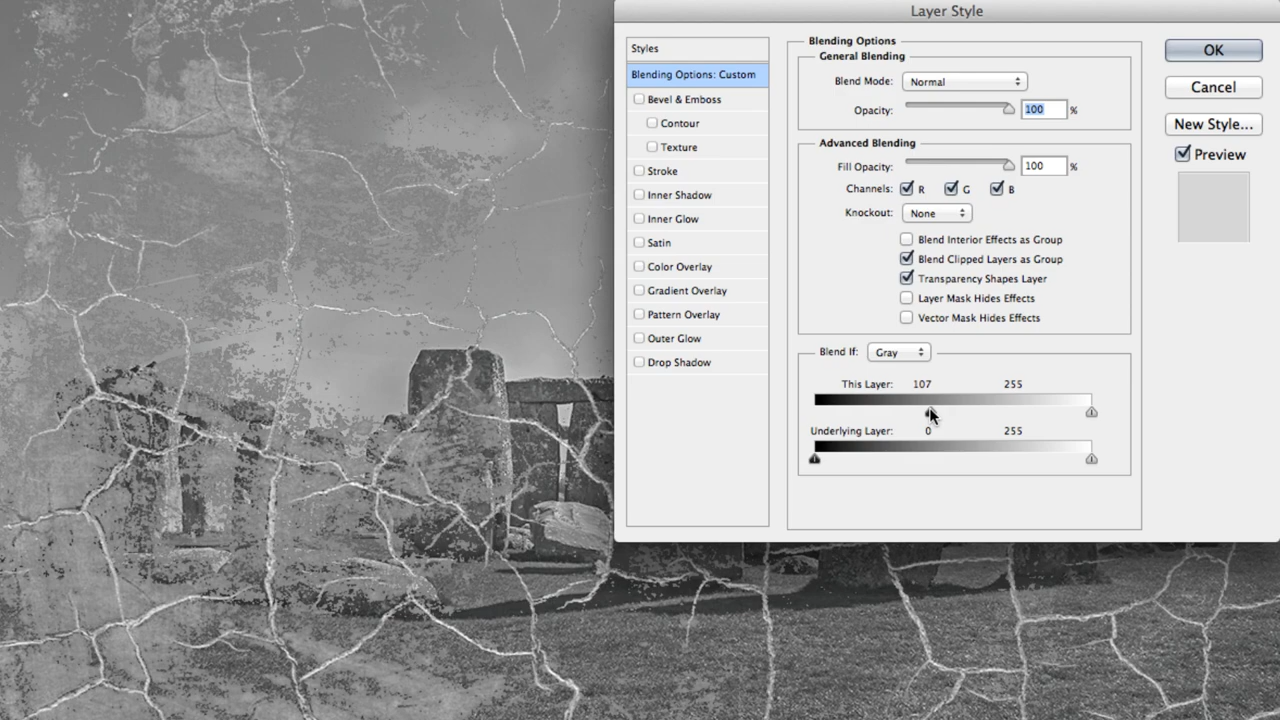 Layer Style
Styles
Blending Options: Custom
Bevel & Emboss
Contour
Texture
Stroke
Inner Shadow
Inner Glow
Satin
Color Overlay
Gradient Overlay
Pattern Overlay
Outer Glow
Drop Shadow
Blending Options
General Blending
Blend Mode: Normal
Opacity: 100 %
Advanced Blending
Fill Opacity: 100 %
Channels: R G B
Knockout: None
Blend Interior Effects as Group
Blend Clipped Layers as Group
Transparency Shapes Layer
Layer Mask Hides Effects
Vector Mask Hides Effects
Blend If: Gray
This Layer: 107 255
Underlying Layer: 0 255
OK
Cancel
New Style...
Preview